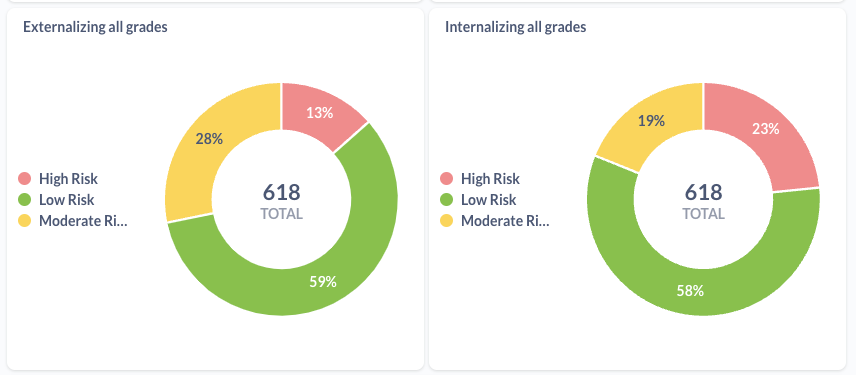 Externalizing all grades
13%
28%
High Risk
Low Risk
Moderate Ri...
618
TOTAL
59%
Internalizing all grades
19%
23%
High Risk
Low Risk
Moderate Ri...
618
TOTAL
58%